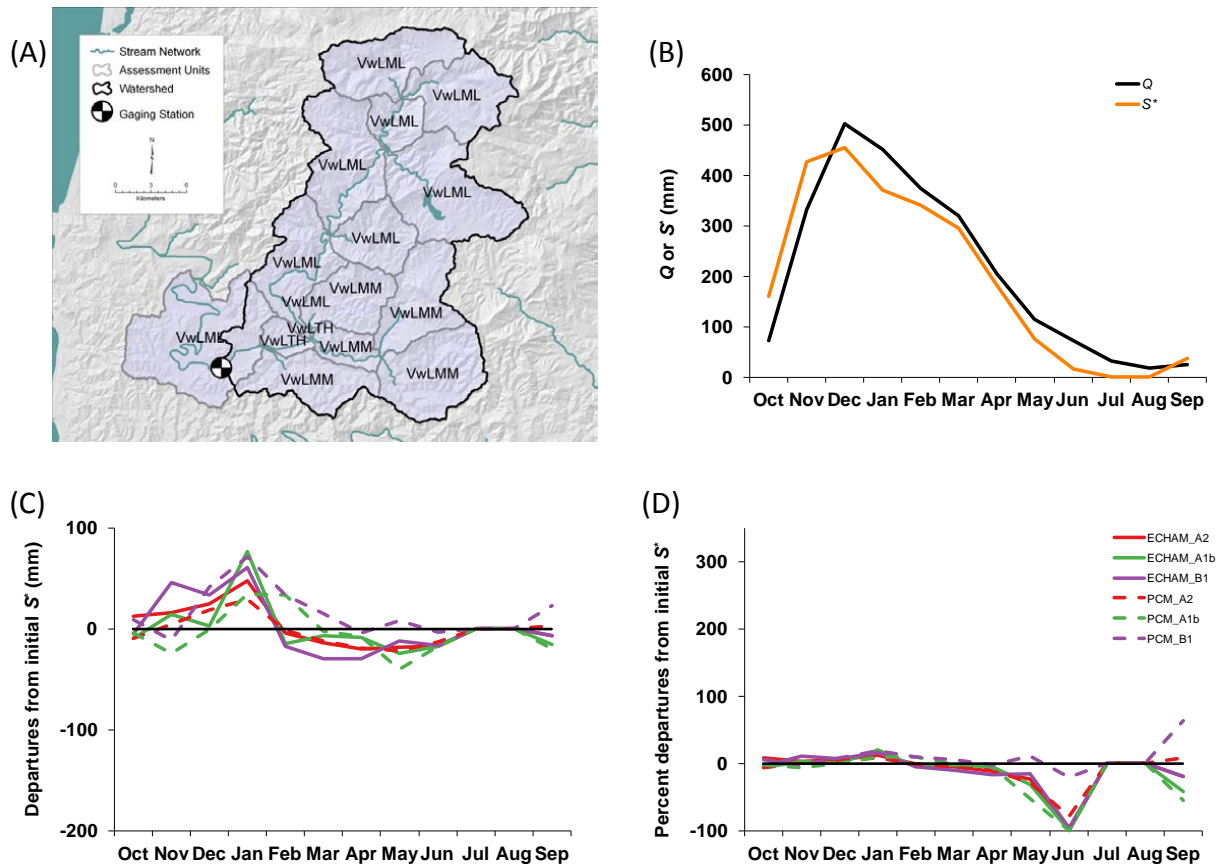 (A)
Stream Network
Assessment Units
Watershed
Gaging Station
N
0 3 6
Kilometers
VwLML
VwLML
VwLML
VwLML
VwLML
VwLML
VwLML
VwLMM
VwLML
VwLMM
VwLTH
VwLML
VwLTH
VwLMM
VwLMM
VwLMM
(B)
600
500
400
300
200
100
0
Q or S* (mm)
Q
S*
Oct Nov Dec Jan Feb Mar Apr May Jun Jul Aug Sep
(C)
100
0
-100
-200
Departures from initial S* (mm)
Oct Nov Dec Jan Feb Mar Apr May Jun Jul Aug Sep
(D)
300
200
100
0
-100
Percent departures from initial S*
ECHAM_A2
ECHAM_A1b
ECHAM_B1
PCM_A2
PCM_A1b
PCM_B1
Oct Nov Dec Jan Feb Mar Apr May Jun Jul Aug Sep